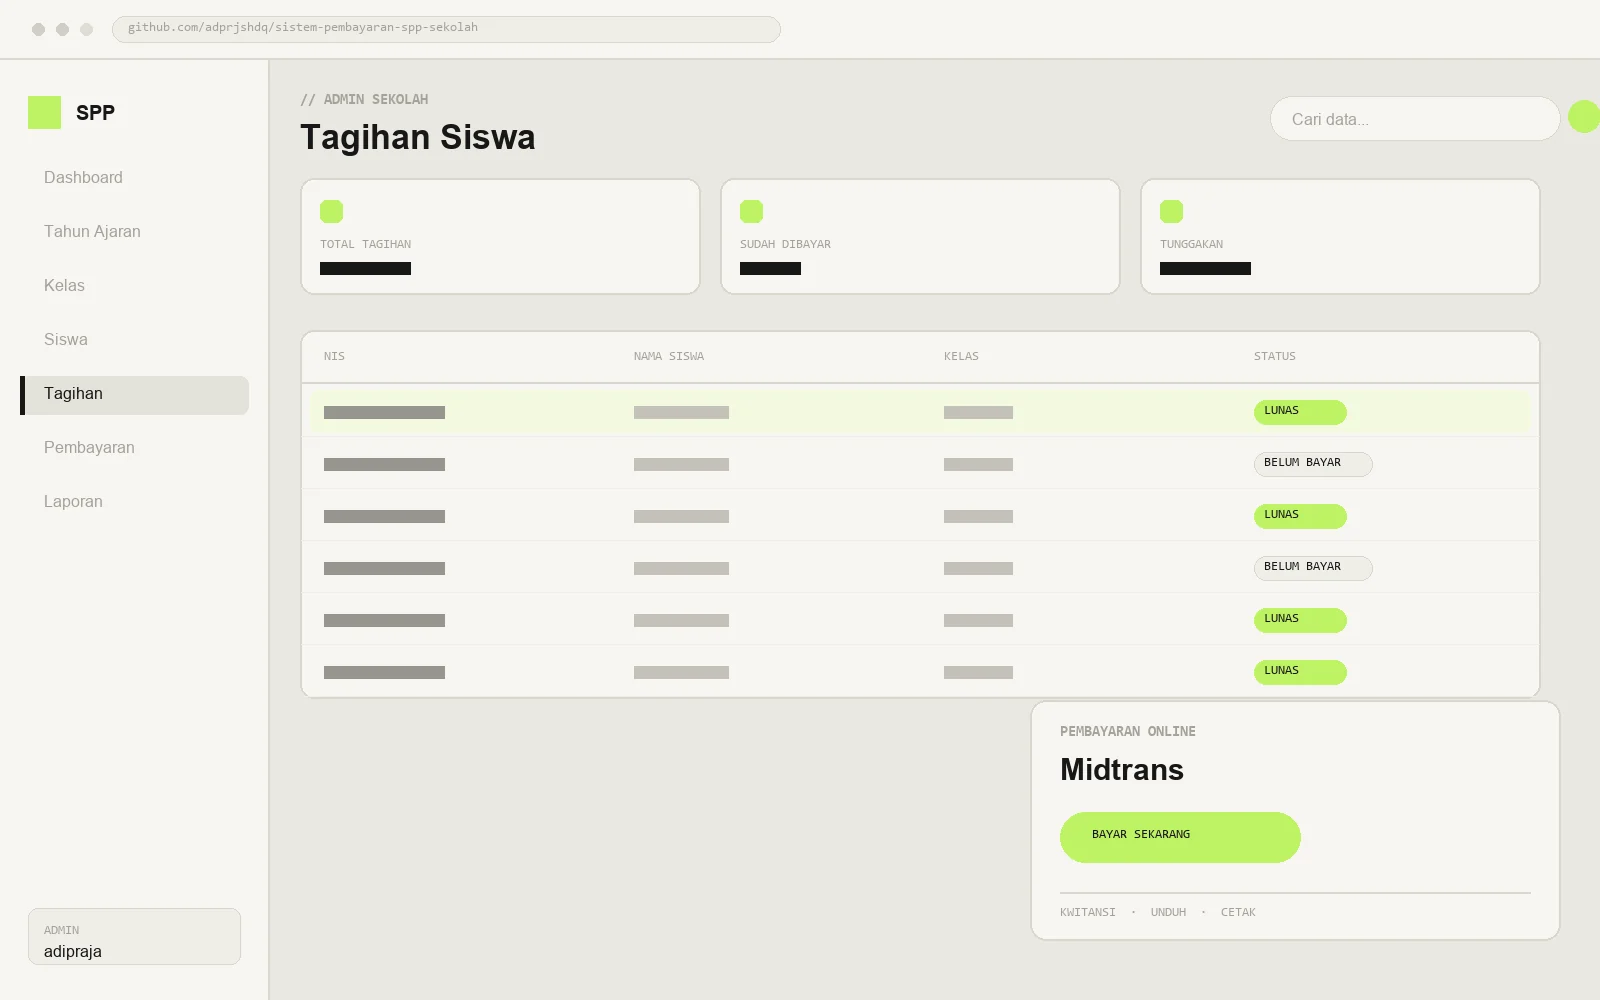 github.com/adprjshdq/sistem-pembayaran-spp-sekolah
SPP
Dashboard
Tahun Ajaran
Kelas
Siswa
Tagihan
Pembayaran
Laporan
ADMIN
adipraja
// ADMIN SEKOLAH
Tagihan Siswa
Cari data...
TOTAL TAGIHAN
SUDAH DIBAYAR
TUNGGAKAN
NIS NAMA SISWA KELAS STATUS
LUNAS
BELUM BAYAR
LUNAS
BELUM BAYAR
LUNAS
LUNAS
PEMBAYARAN ONLINE
Midtrans
BAYAR SEKARANG
KWITANSI · UNDUH · CETAK